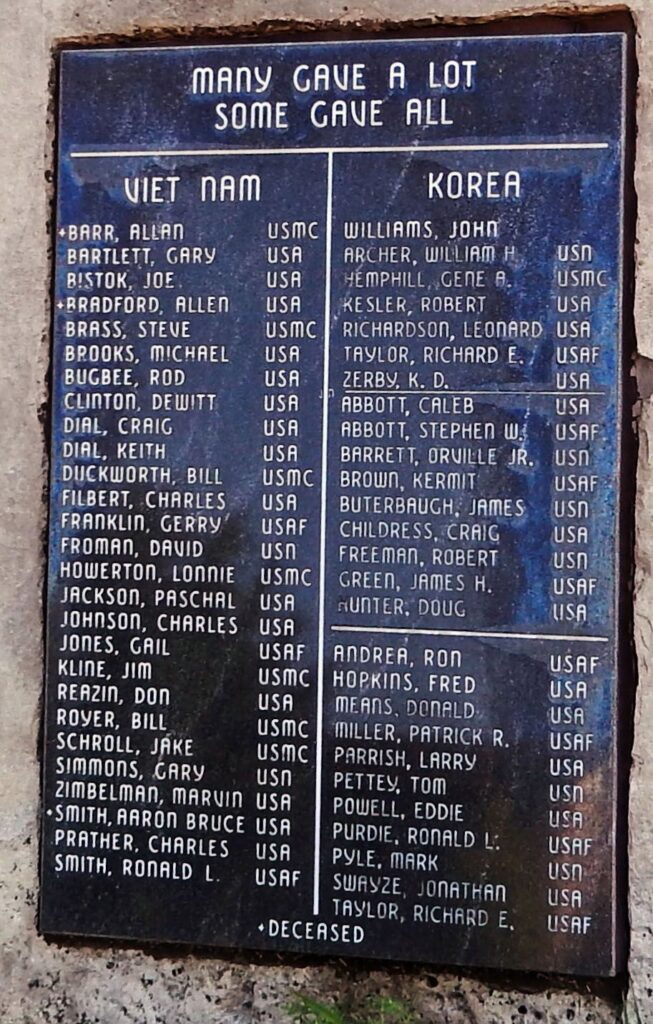 MANY GAVE A LOT
SOME GAVE ALL
VIET NAM
+BARR, ALLAN USMC
BARTLETT, GARY USA
BISTOK, JOE USA
+BRADFORD, ALLEN USA
BRASS, STEVE USMC
BROOKS, MICHAEL USA
BUGBEE, ROD USA
CLINTON, DEWITT USA
DIAL, CRAIG USA
DIAL, KEITH USA
DUCKWORTH, BILL USMC
FILBERT, CHARLES USA
FRANKLIN, GERRY USAF
FROMAN, DAVID USN
HOWERTON, LONNIE USMC
JACKSON, PASCHAL USA
JOHNSON, CHARLES USA
JONES, GAIL USAF
KLINE, JIM USMC
REAZIN, DON USA
ROYER, BILL USMC
SCHROLL, JAKE USMC
SIMMONS, GARY USN
ZIMBELMAN, MARVIN USA
+SMITH, AARON BRUCE USA
PRATHER, CHARLES USA
SMITH, RONALD L. USAF
KOREA
WILLIAMS, JOHN
ARCHER, WILLIAM H. USN
HEMPHILL, GENE A. USMC
KESLER, ROBERT USA
RICHARDSON, LEONARD USA
TAYLOR, RICHARD E. USAF
ZERBY, K. D. USA
ABBOTT, CALEB USA
ABBOTT, STEPHEN W. USAF
BARRETT, ORVILLE JR. USN
BROWN, KERMIT USAF
BUTERBAUGH, JAMES USN
CHILDRESS, CRAIG USA
FREEMAN, ROBERT USN
GREEN, JAMES H. USAF
HUNTER, DOUG USA
ANDREA, RON USAF
HOPKINS, FRED USA
MEANS, DONALD USA
MILLER, PATRICK R. USAF
PARRISH, LARRY USA
PETTEY, TOM USN
POWELL, EDDIE USA
PURDIE, RONALD L. USAF
PYLE, MARK USN
SWAYZE, JONATHAN USA
TAYLOR, RICHARD E. USAF
+DECEASED